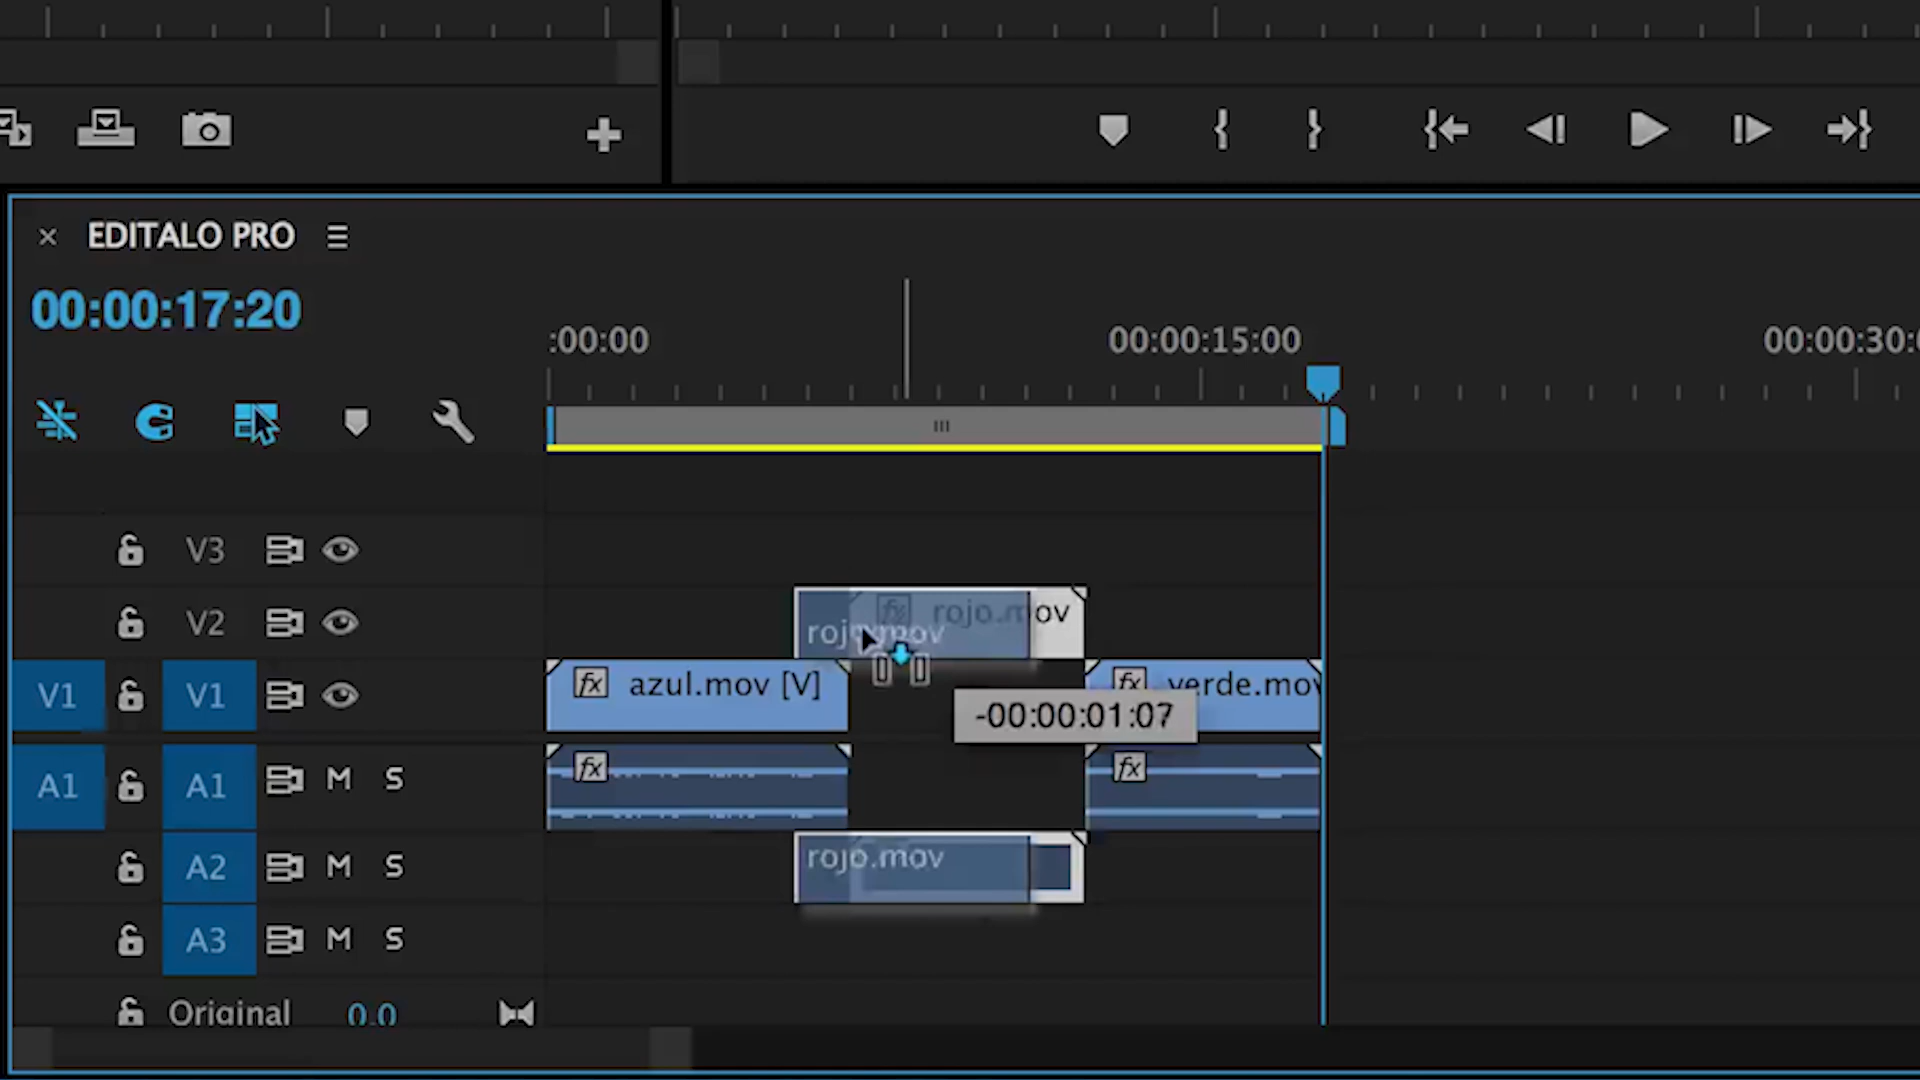 EDITALO PRO
00:00:17:20
:00:00
00:00:15:00
00:00:30:
V3
V2
rojo.mov
rojo.mov
V1
V1
fx
azul.mov [V]
fx
verde.mov
-00:00:01:07
A1
A1
M
S
fx
fx
A2
M
S
rojo.mov
A3
M
S
Original
0.0